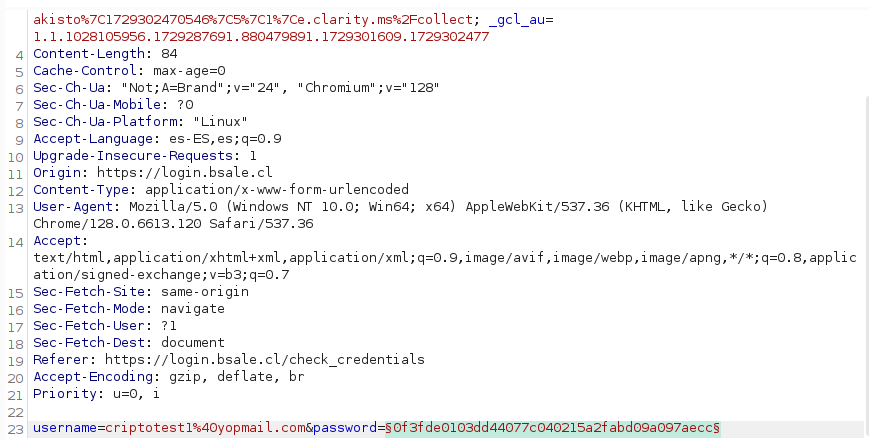 akisto%7C1729302470546%7C5%7C1%7Ce.clarity.ms%2Fcollect; _gcl_au=
1.1.1028105956.1729287691.880479891.1729301609.1729302477
4 Content-Length: 84
5 Cache-Control: max-age=0
6 Sec-Ch-Ua: "Not;A=Brand";v="24", "Chromium";v="128"
7 Sec-Ch-Ua-Mobile: ?0
8 Sec-Ch-Ua-Platform: "Linux"
9 Accept-Language: es-ES,es;q=0.9
10 Upgrade-Insecure-Requests: 1
11 Origin: https://login.bsale.cl
12 Content-Type: application/x-www-form-urlencoded
13 User-Agent: Mozilla/5.0 (Windows NT 10.0; Win64; x64) AppleWebKit/537.36 (KHTML, like Gecko)
Chrome/128.0.6613.120 Safari/537.36
14 Accept:
text/html,application/xhtml+xml,application/xml;q=0.9,image/avif,image/webp,image/apng,*/*;q=0.8,applic
ation/signed-exchange;v=b3;q=0.7
15 Sec-Fetch-Site: same-origin
16 Sec-Fetch-Mode: navigate
17 Sec-Fetch-User: ?1
18 Sec-Fetch-Dest: document
19 Referer: https://login.bsale.cl/check_credentials
20 Accept-Encoding: gzip, deflate, br
21 Priority: u=0, i
22
23 username=criptotest1%40yopmail.com&password=§0f3fde0103dd44077c040215a2fabd09a097aecc§